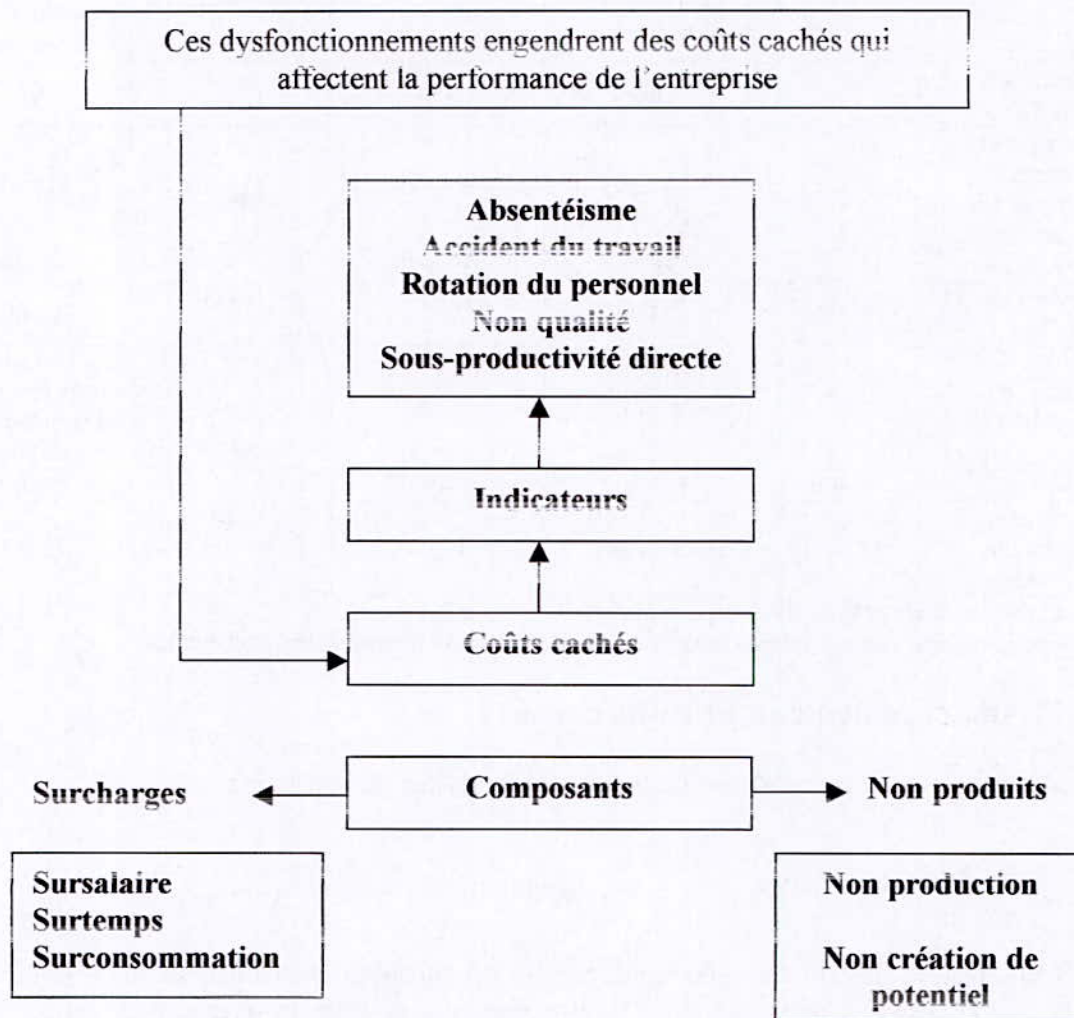 Ces dysfonctionnements engendrent des coûts cachés qui
affectent la performance de l'entreprise
Absentéisme
Accident du travail
Rotation du personnel
Non qualité
Sous-productivité directe
Indicateurs
Coûts cachés
Surcharges
Composants
Non produits
Sursalaire
Surtemps
Surconsommation
Non production
Non création de
potentiel